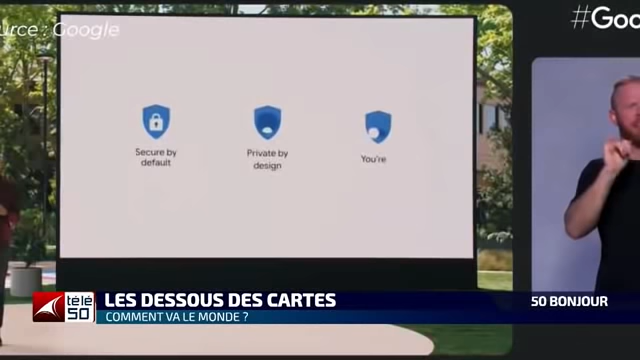 ource : Google
#Goo
Secure by
default
Private by
design
You're
télé
50
LES DESSOUS DES CARTES
50 BONJOUR
COMMENT VA LE MONDE ?